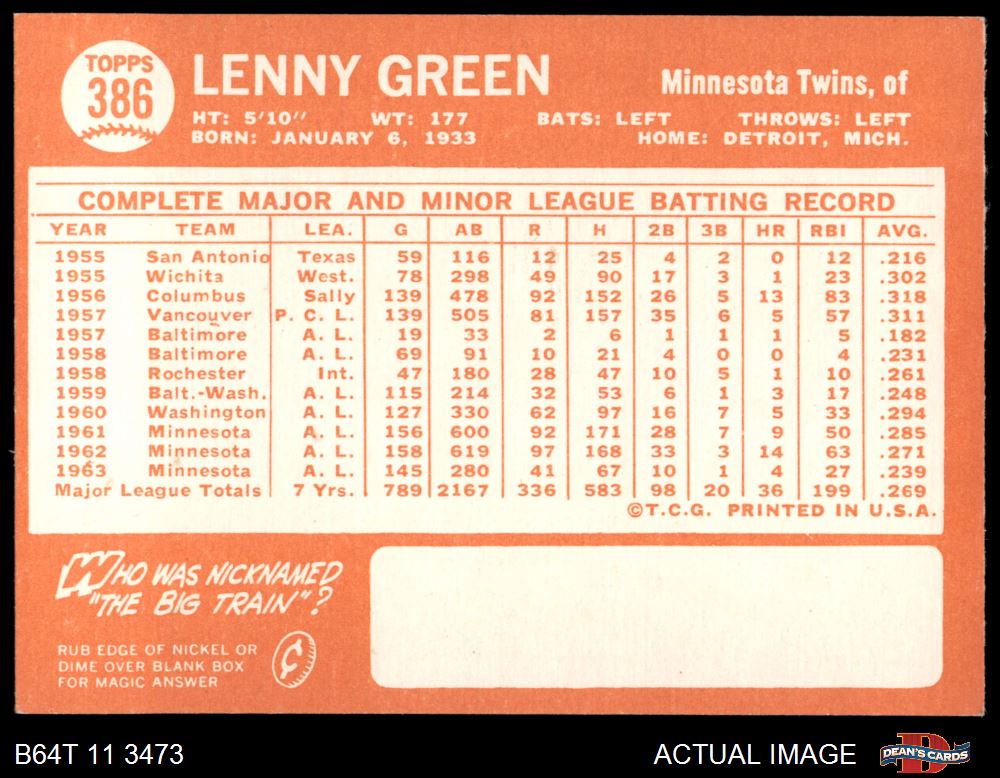 TOPPS
386
LENNY GREEN
Minnesota Twins, of
HT: 5'10" WT: 177 BATS: LEFT THROWS: LEFT
BORN: JANUARY 6, 1933 HOME: DETROIT, MICH.
COMPLETE MAJOR AND MINOR LEAGUE BATTING RECORD
YEAR TEAM LEA. G AB R H 2B 3B HR RBI AVG.
1955 San Antonio Texas 59 116 12 25 4 2 0 12 .216
1955 Wichita West. 78 298 49 90 17 3 1 23 .302
1956 Columbus Sally 139 478 92 152 26 5 13 83 .318
1957 Vancouver P. C. L. 139 505 81 157 35 6 5 57 .311
1957 Baltimore A. L. 19 33 2 6 1 1 1 5 .182
1958 Baltimore A. L. 69 91 10 21 4 0 0 4 .231
1958 Rochester Int. 47 180 28 47 10 5 1 10 .261
1959 Balt.-Wash. A. L. 115 214 32 53 6 1 3 17 .248
1960 Washington A. L. 127 330 62 97 16 7 5 33 .294
1961 Minnesota A. L. 156 600 92 171 28 7 9 50 .285
1962 Minnesota A. L. 158 619 97 168 33 3 14 63 .271
1963 Minnesota A. L. 145 280 41 67 10 1 4 27 .239
Major League Totals 7 Yrs. 789 2167 336 583 98 20 36 199 .269
©T.C.G. PRINTED IN U.S.A.
WHO WAS NICKNAMED
"THE BIG TRAIN"?
RUB EDGE OF NICKEL OR
DIME OVER BLANK BOX
FOR MAGIC ANSWER
¢
B64T 11 3473
ACTUAL IMAGE
D
DEAN'S CARDS